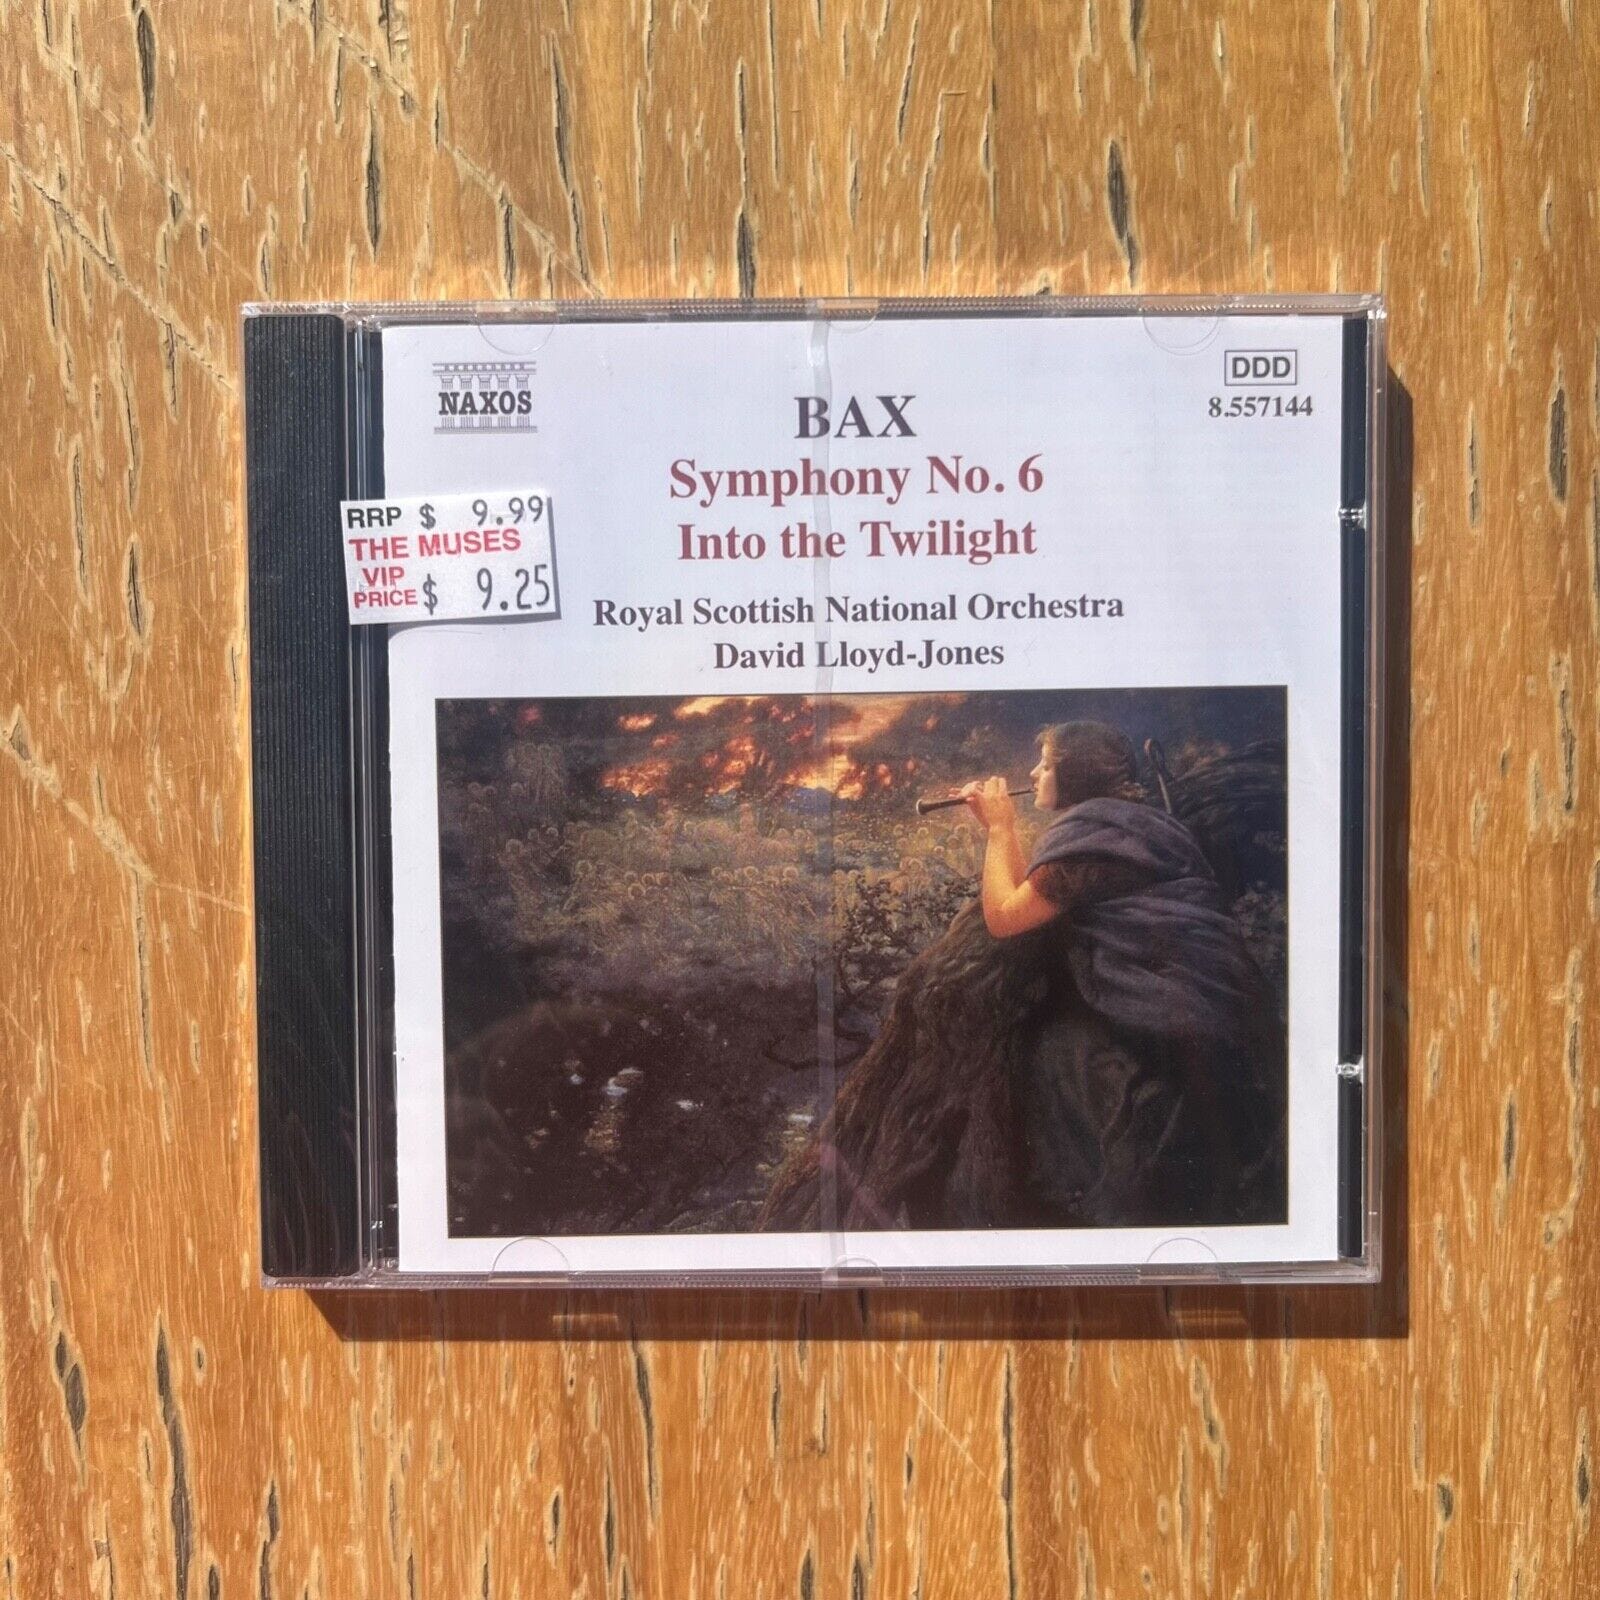 NAXOS
DDD
8.557144
BAX
Symphony No. 6
Into the Twilight
Royal Scottish National Orchestra
David Lloyd-Jones
RRP $ 9.99
THE MUSES
VIP
PRICE $ 9.25